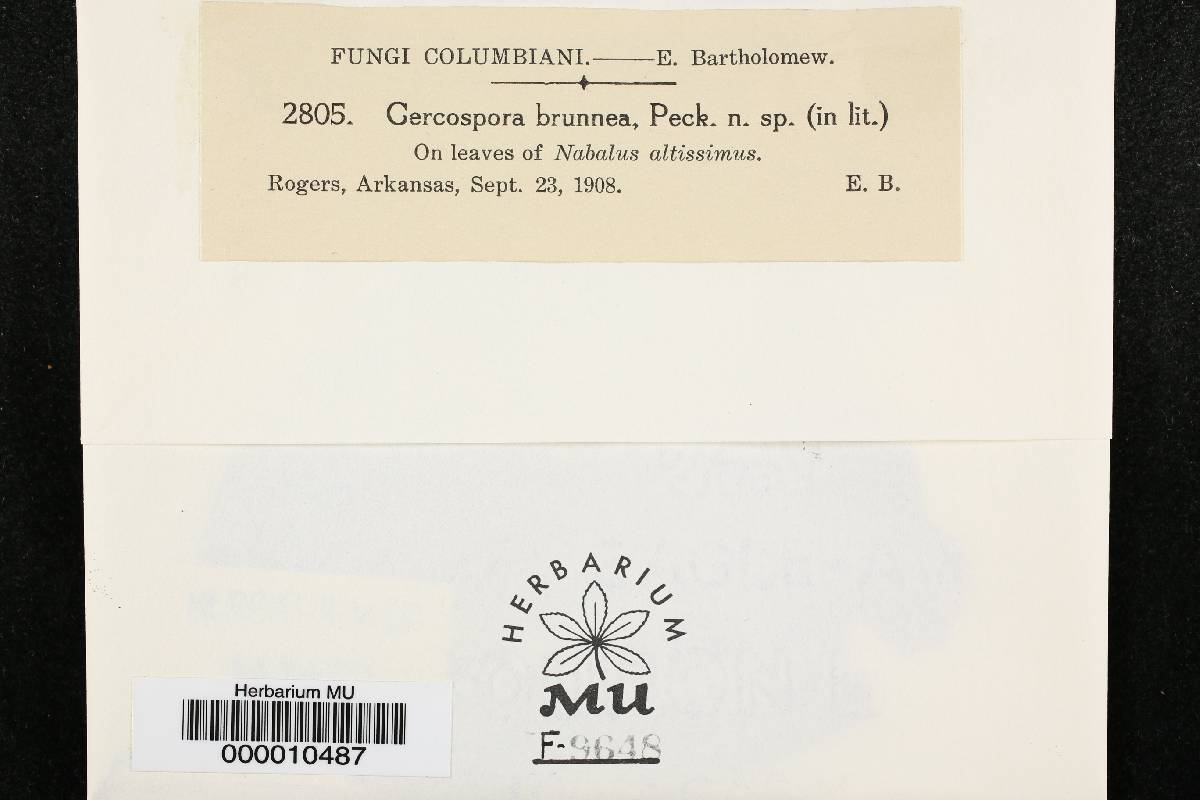 FUNGI COLUMBIANI.——E. Bartholomew.
2805. Cercospora brunnea, Peck. n. sp. (in lit.)
On leaves of Nabalus altissimus.
Rogers, Arkansas, Sept. 23, 1908. E. B.
HERBARIUM
MU
F-9648
Herbarium MU
000010487